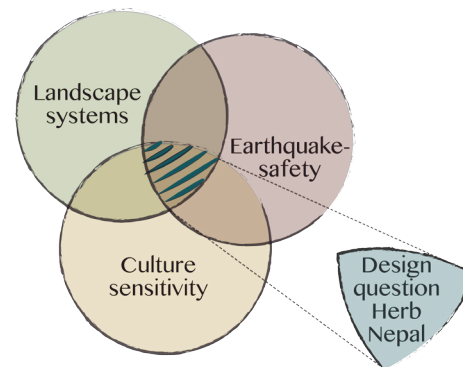 Landscape
systems
Earthquake-
safety
Culture
sensitivity
Design
question
Herb
Nepal